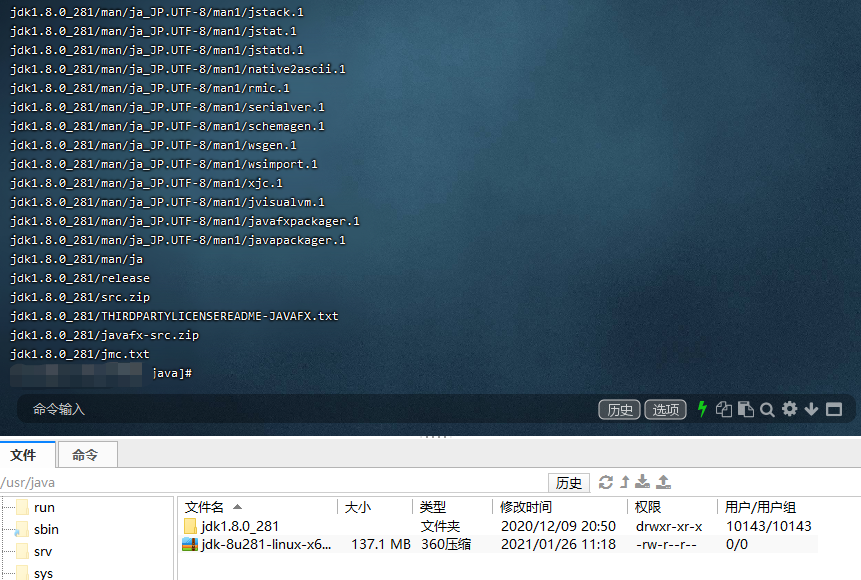 jdk1.8.0_281/man/ja_JP.UTF-8/man1/jstack.1
jdk1.8.0_281/man/ja_JP.UTF-8/man1/jstat.1
jdk1.8.0_281/man/ja_JP.UTF-8/man1/jstatd.1
jdk1.8.0_281/man/ja_JP.UTF-8/man1/native2ascii.1
jdk1.8.0_281/man/ja_JP.UTF-8/man1/rmic.1
jdk1.8.0_281/man/ja_JP.UTF-8/man1/serialver.1
jdk1.8.0_281/man/ja_JP.UTF-8/man1/schemagen.1
jdk1.8.0_281/man/ja_JP.UTF-8/man1/wsgen.1
jdk1.8.0_281/man/ja_JP.UTF-8/man1/wsimport.1
jdk1.8.0_281/man/ja_JP.UTF-8/man1/xjc.1
jdk1.8.0_281/man/ja_JP.UTF-8/man1/jvisualvm.1
jdk1.8.0_281/man/ja_JP.UTF-8/man1/javafxpackager.1
jdk1.8.0_281/man/ja_JP.UTF-8/man1/javapackager.1
jdk1.8.0_281/man/ja
jdk1.8.0_281/release
jdk1.8.0_281/src.zip
jdk1.8.0_281/THIRDPARTYLICENSEREADME-JAVAFX.txt
jdk1.8.0_281/javafx-src.zip
jdk1.8.0_281/jmc.txt
java]#
命令输入 历史 选项
文件 命令
/usr/java 历史
run
sbin
srv
sys
文件名 大小 类型 修改时间 权限 用户/用户组
jdk1.8.0_281 文件夹 2020/12/09 20:50 drwxr-xr-x 10143/10143
jdk-8u281-linux-x6... 137.1 MB 360压缩 2021/01/26 11:18 -rw-r--r-- 0/0